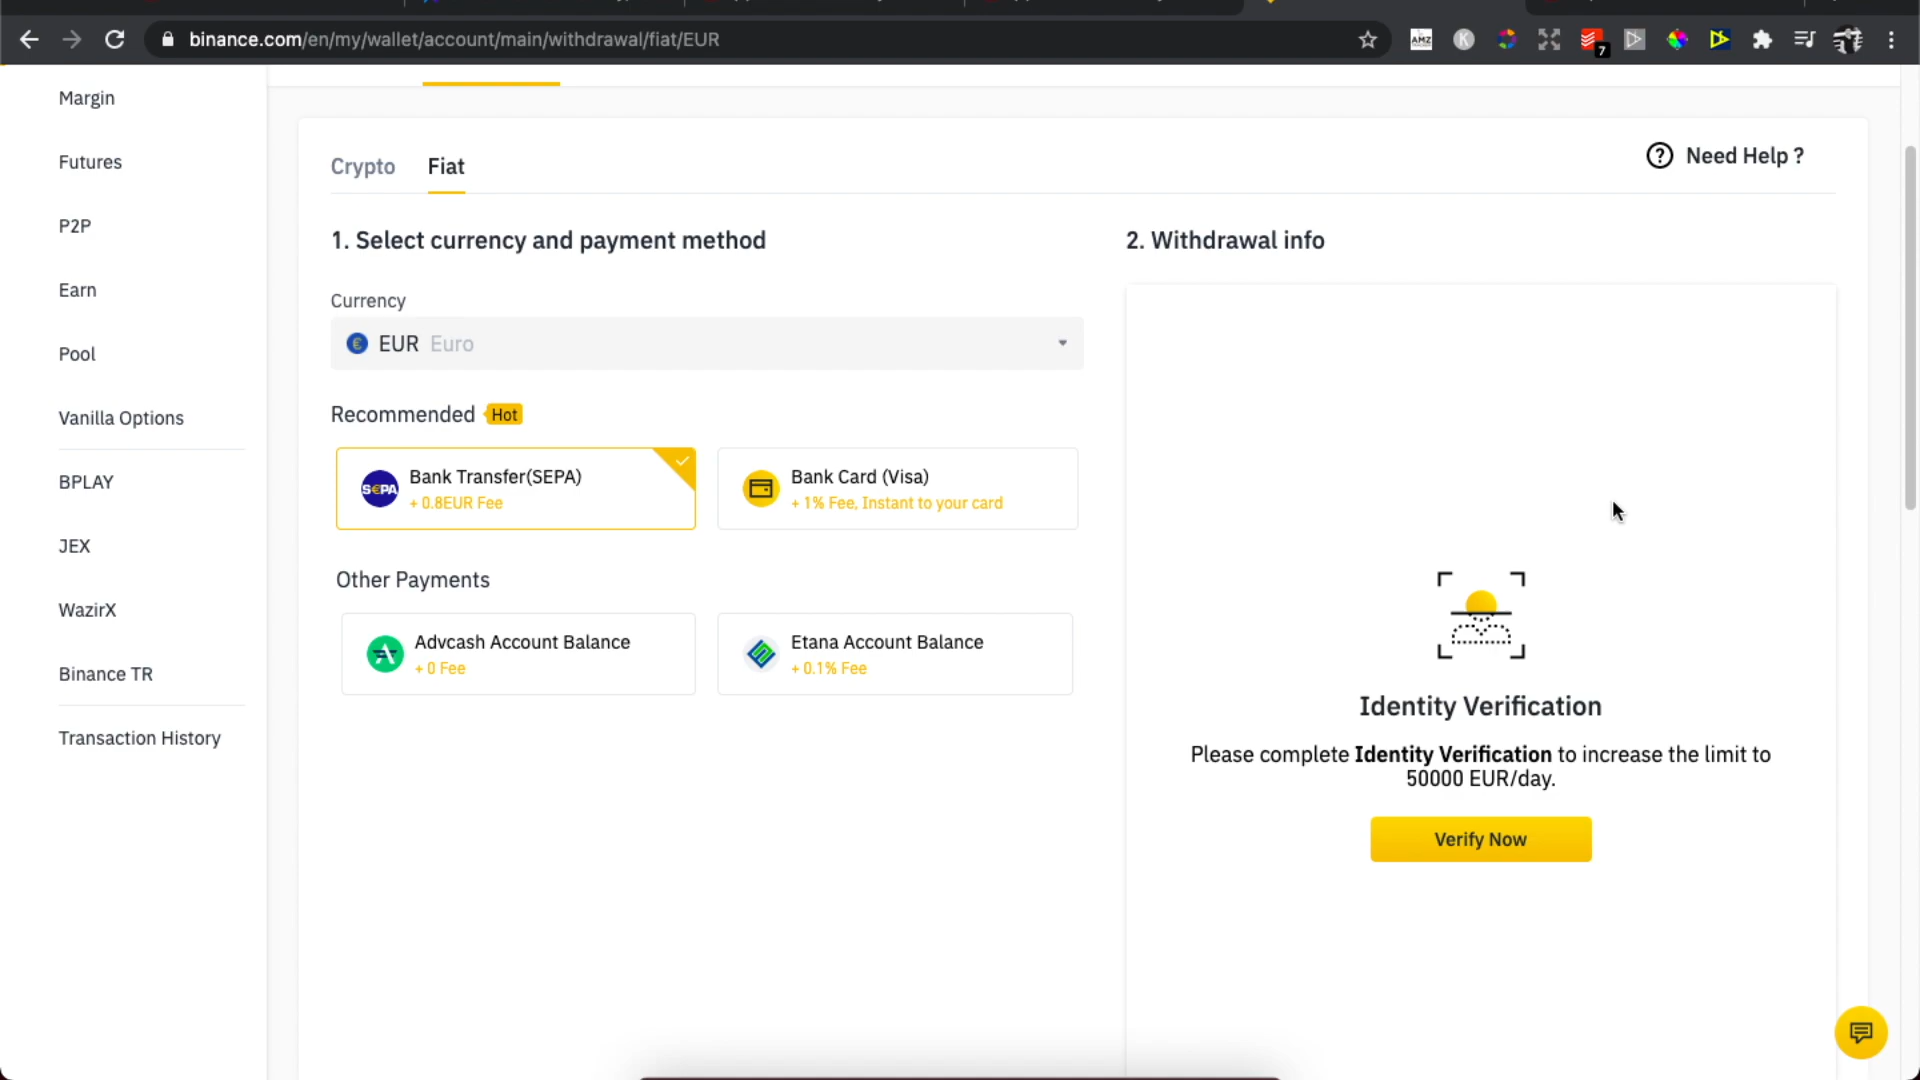 binance.com/en/my/wallet/account/main/withdrawal/fiat/EUR
AMZ
K
7
Margin
Futures
P2P
Earn
Pool
Vanilla Options
BPLAY
JEX
WazirX
Binance TR
Transaction History
Crypto
Fiat
Need Help ?
1. Select currency and payment method
Currency
EUR Euro
Recommended Hot
S€PA
Bank Transfer(SEPA)
+ 0.8EUR Fee
Bank Card (Visa)
+ 1% Fee, Instant to your card
Other Payments
Advcash Account Balance
+ 0 Fee
Etana Account Balance
+ 0.1% Fee
2. Withdrawal info
Identity Verification
Please complete Identity Verification to increase the limit to
50000 EUR/day.
Verify Now